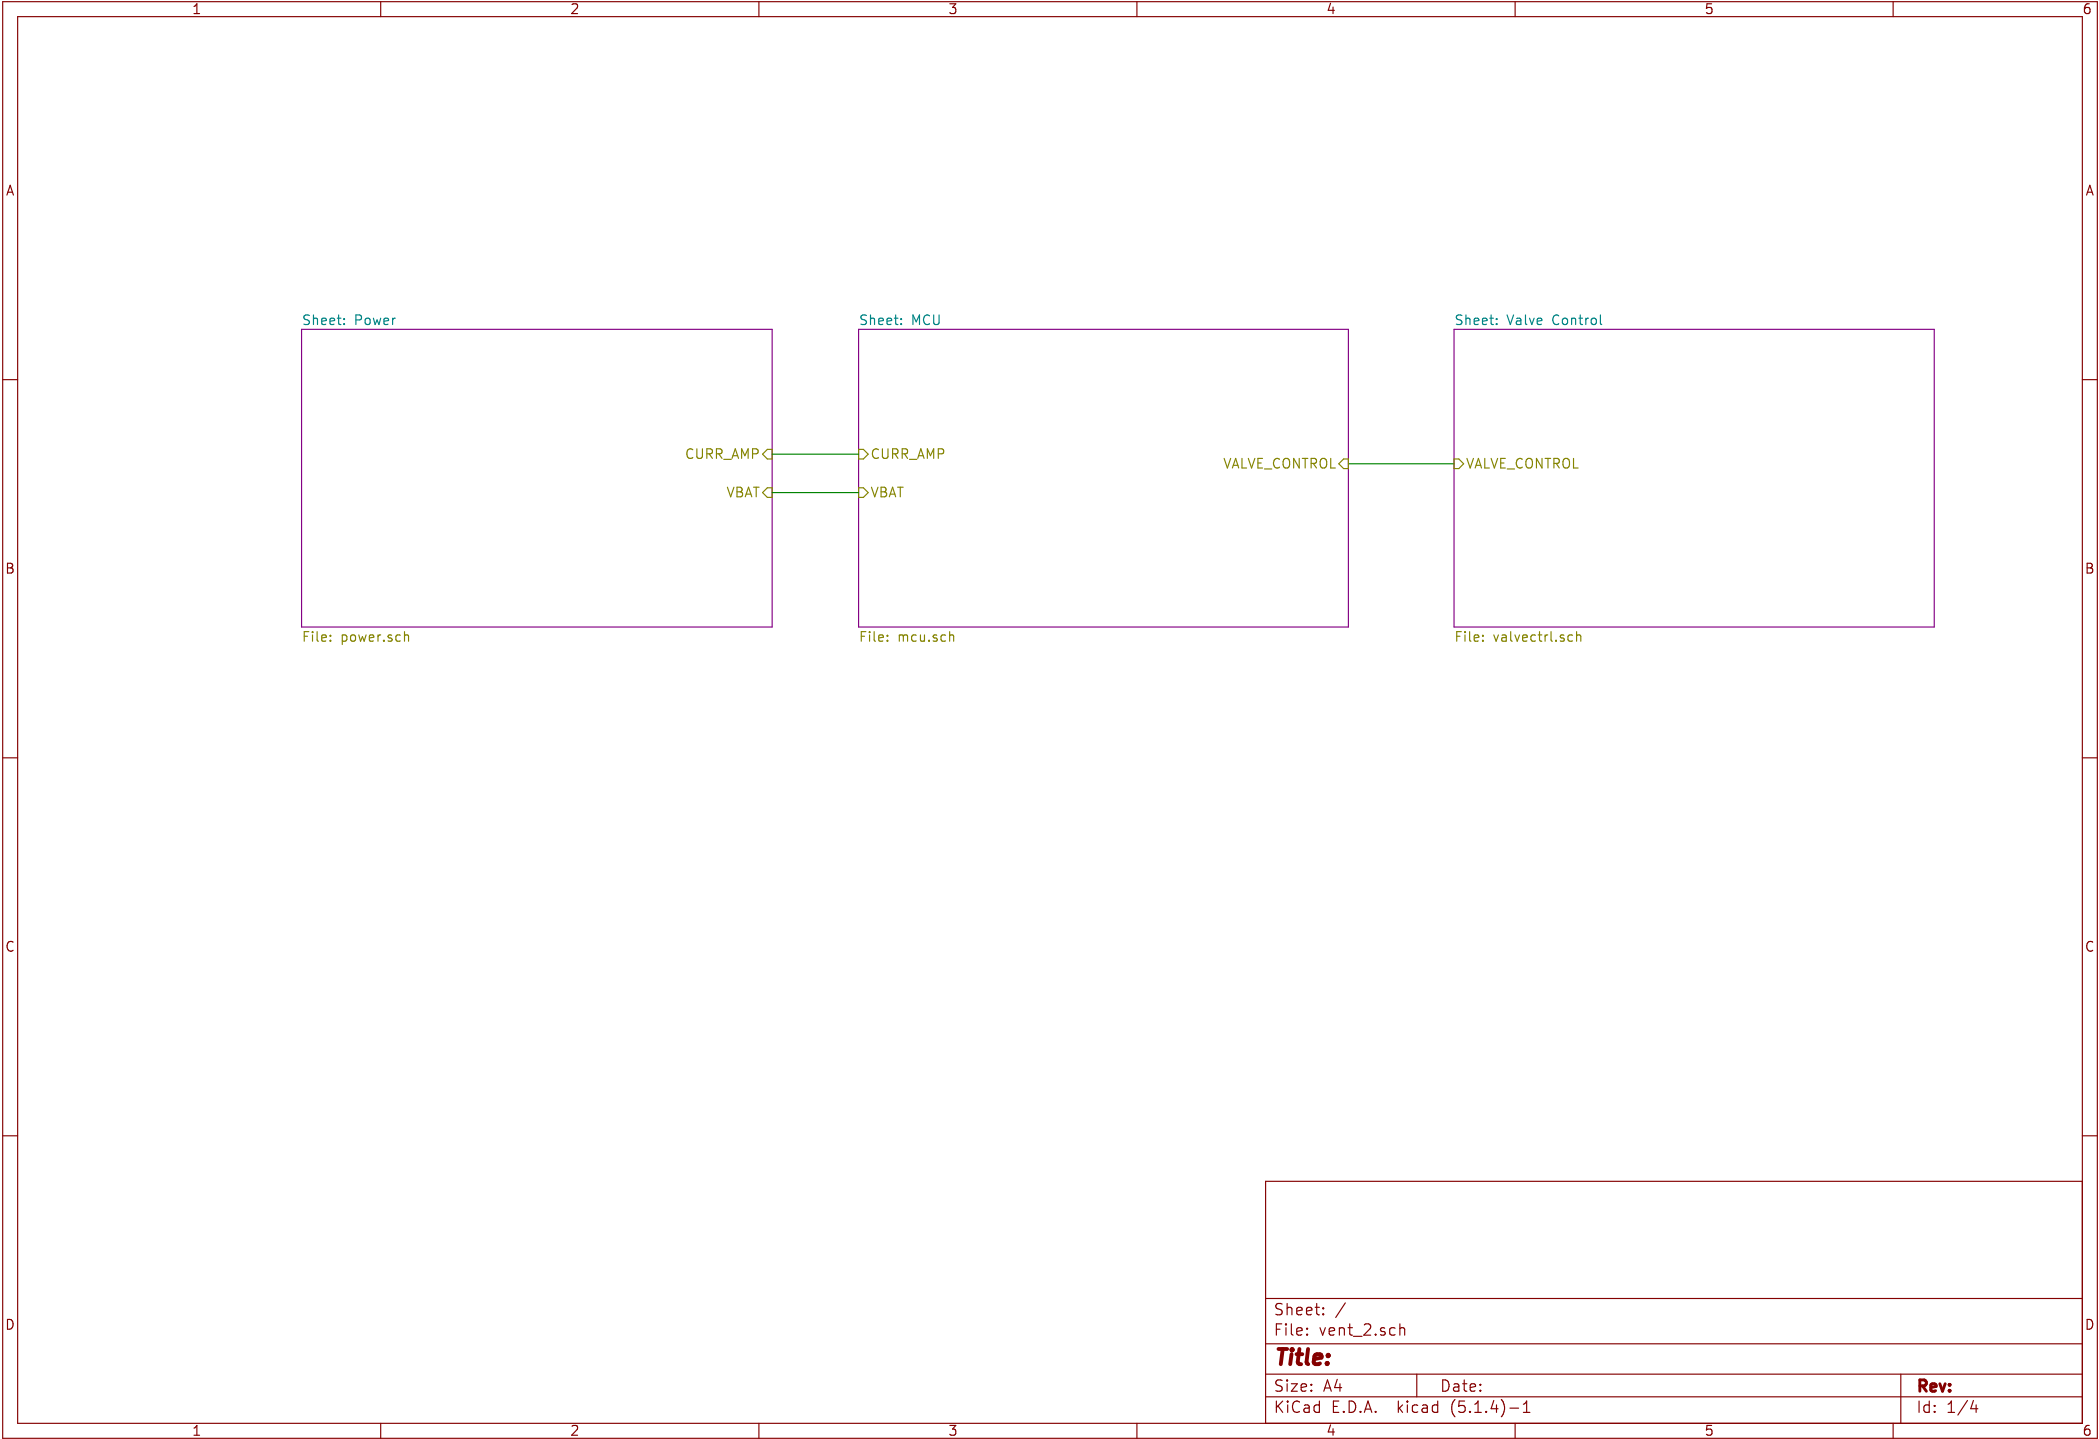 1 2 3 4 5 6
A A
Sheet: Power
Sheet: MCU
Sheet: Valve Control
CURR_AMP CURR_AMP
VALVE_CONTROL VALVE_CONTROL
VBAT VBAT
B B
File: power.sch
File: mcu.sch
File: valvectrl.sch
C C
Sheet: /
File: vent_2.sch
D D
Title:
Size: A4 Date: Rev:
KiCad E.D.A. kicad (5.1.4)-1 Id: 1/4
1 2 3 4 5 6